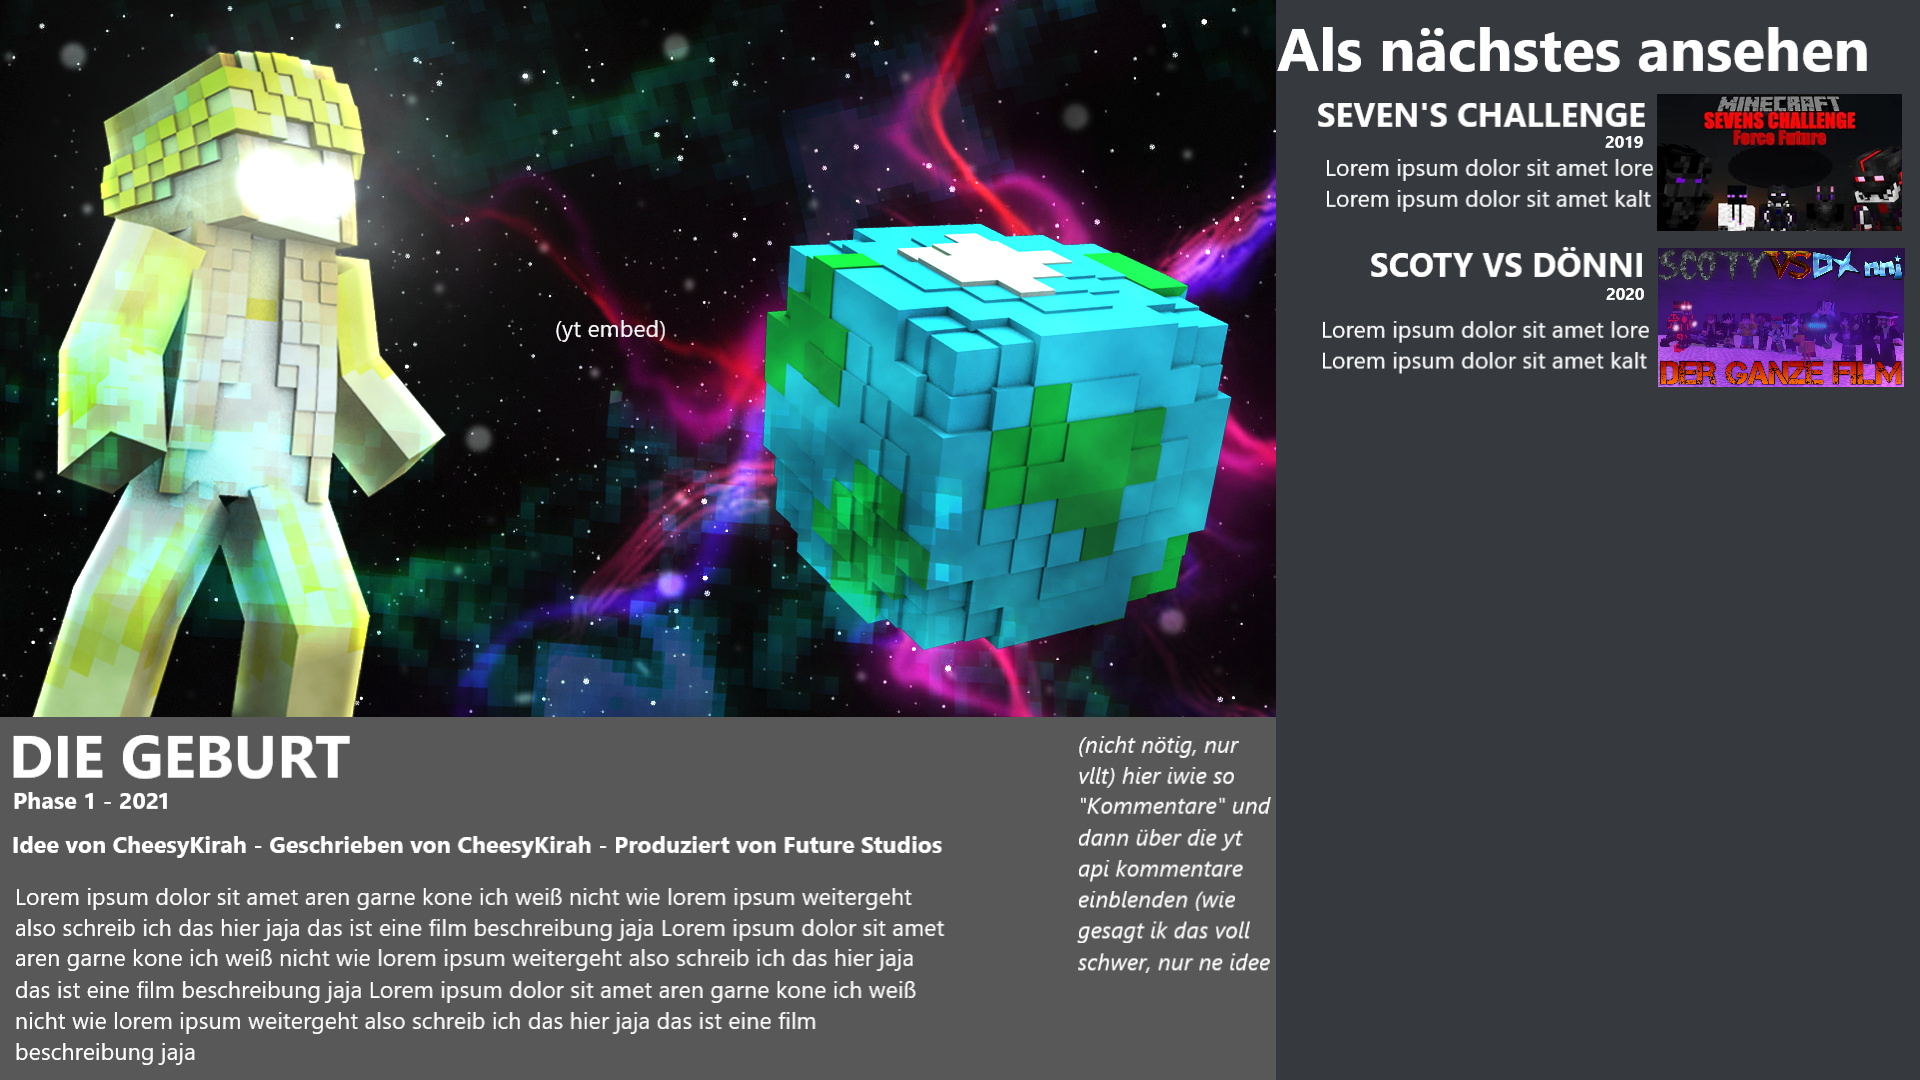 (yt embed)
DIE GEBURT
Phase 1 - 2021
Idee von CheesyKirah - Geschrieben von CheesyKirah - Produziert von Future Studios
Lorem ipsum dolor sit amet aren garne kone ich weiß nicht wie lorem ipsum weitergeht
also schreib ich das hier jaja das ist eine film beschreibung jaja Lorem ipsum dolor sit amet
aren garne kone ich weiß nicht wie lorem ipsum weitergeht also schreib ich das hier jaja
das ist eine film beschreibung jaja Lorem ipsum dolor sit amet aren garne kone ich weiß
nicht wie lorem ipsum weitergeht also schreib ich das hier jaja das ist eine film
beschreibung jaja
(nicht nötig, nur
vllt) hier iwie so
"Kommentare" und
dann über die yt
api kommentare
einblenden (wie
gesagt ik das voll
schwer, nur ne idee
Als nächstes ansehen
SEVEN'S CHALLENGE
2019
Lorem ipsum dolor sit amet lore
Lorem ipsum dolor sit amet kalt
MINECRAFT
SEVENS CHALLENGE
Force Future
SCOTY VS DÖNNI
2020
Lorem ipsum dolor sit amet lore
Lorem ipsum dolor sit amet kalt
SCOTY VS DÖnni
DER GANZE FILM